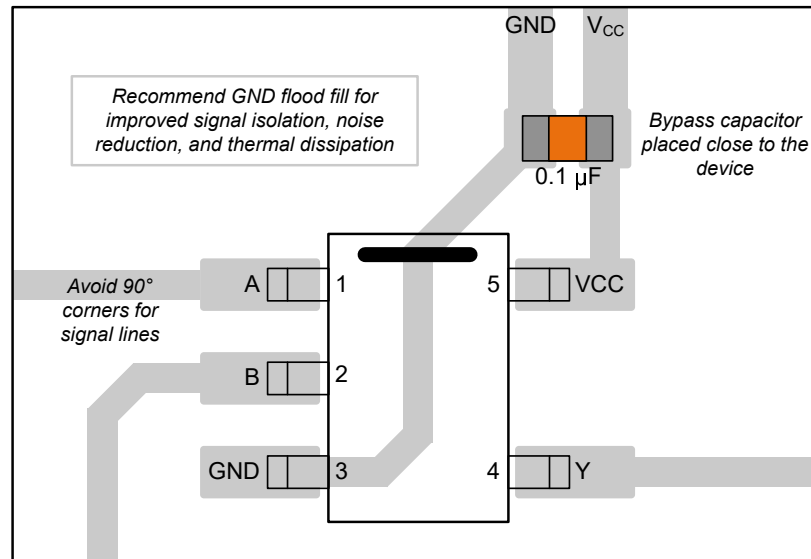 GND
V_CC
Recommend GND flood fill for
improved signal isolation, noise
reduction, and thermal dissipation
Bypass capacitor
placed close to the
device
0.1 µF
A
1
5
VCC
Avoid 90°
corners for
signal lines
B
2
GND
3
4
Y